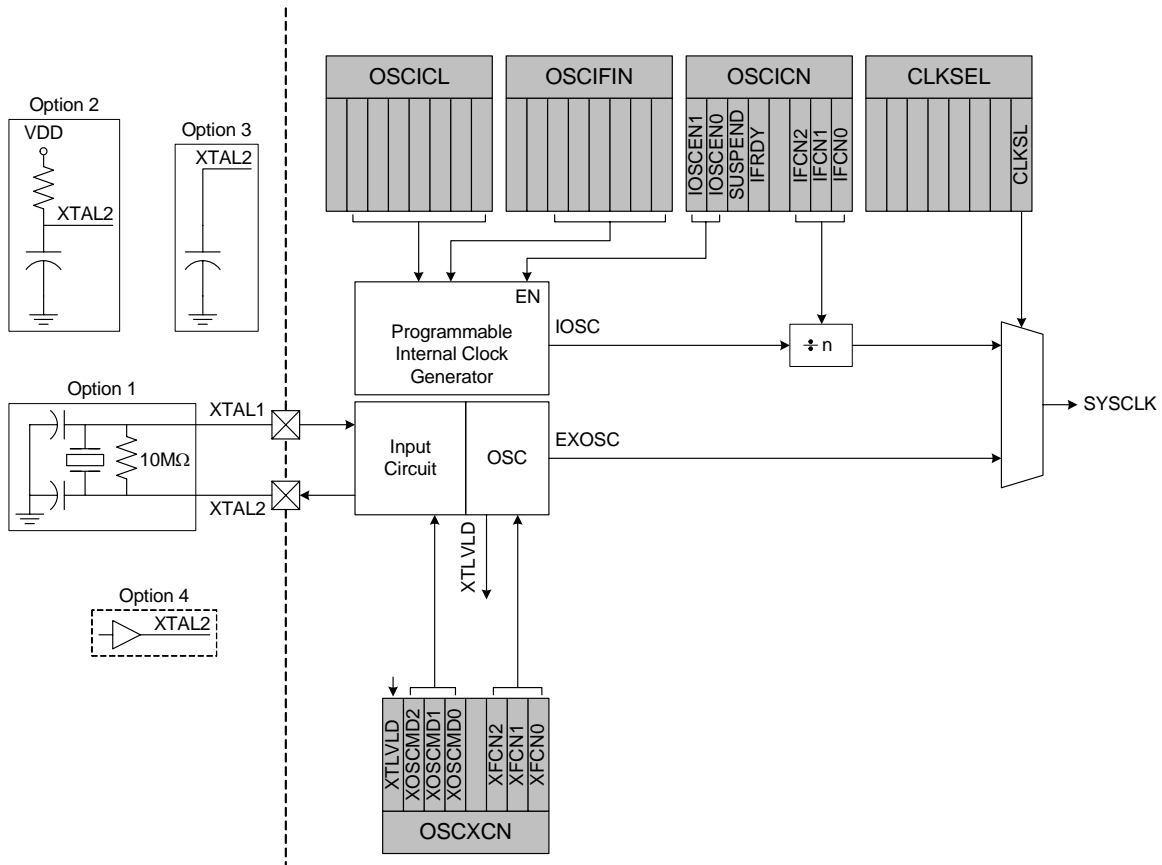 OSCICL
OSCIFIN
OSCICN
CLKSEL
IOSCEN1
IOSCEN0
SUSPEND
IFRDY
IFCN2
IFCN1
IFCN0
CLKSL
Option 2
VDD
XTAL2
Option 3
XTAL2
EN
Programmable
Internal Clock
Generator
IOSC
÷ n
SYSCLK
Option 1
10MΩ
XTAL1
XTAL2
Input
Circuit
OSC
EXOSC
XTLVLD
Option 4
XTAL2
XTLVLD
XOSCMD2
XOSCMD1
XOSCMD0
XFCN2
XFCN1
XFCN0
OSCXCN